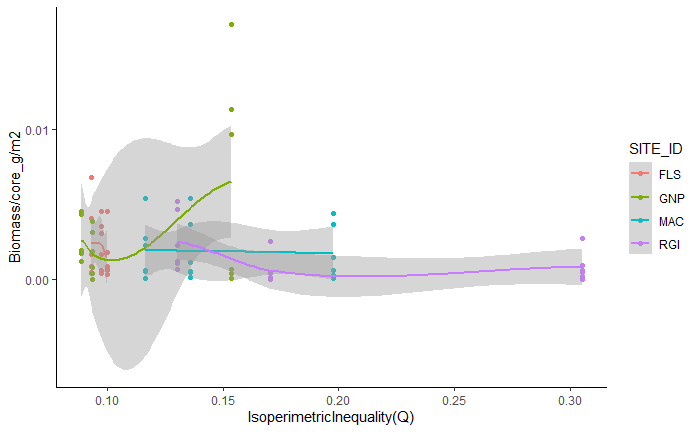 0.01
0.00
Biomass/core_g/m2
0.10
0.15
0.20
0.25
0.30
IsoperimetricInequality(Q)
SITE_ID
FLS
GNP
MAC
RGI